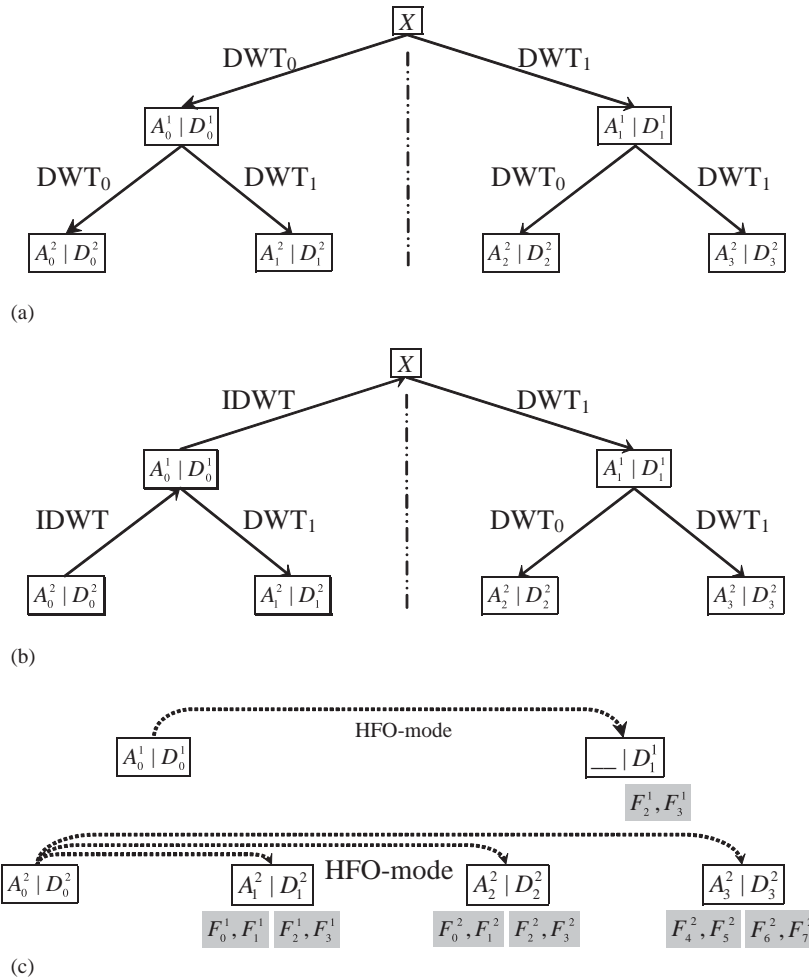 X
DWT₀ DWT₁
A₀¹ | D₀¹ A₁¹ | D₁¹
DWT₀ DWT₁ DWT₀ DWT₁
A₀² | D₀² A₁² | D₁² A₂² | D₂² A₃² | D₃²
(a)
X
IDWT DWT₁
A₀¹ | D₀¹ A₁¹ | D₁¹
IDWT DWT₁ DWT₀ DWT₁
A₀² | D₀² A₁² | D₁² A₂² | D₂² A₃² | D₃²
(b)
HFO-mode
A₀¹ | D₀¹ __ | D₁¹
F₂¹, F₃¹
HFO-mode
A₀² | D₀² A₁² | D₁² A₂² | D₂² A₃² | D₃²
F₀¹, F₁¹ F₂¹, F₃¹ F₀², F₁² F₂², F₃² F₄², F₅² F₆², F₇²
(c)